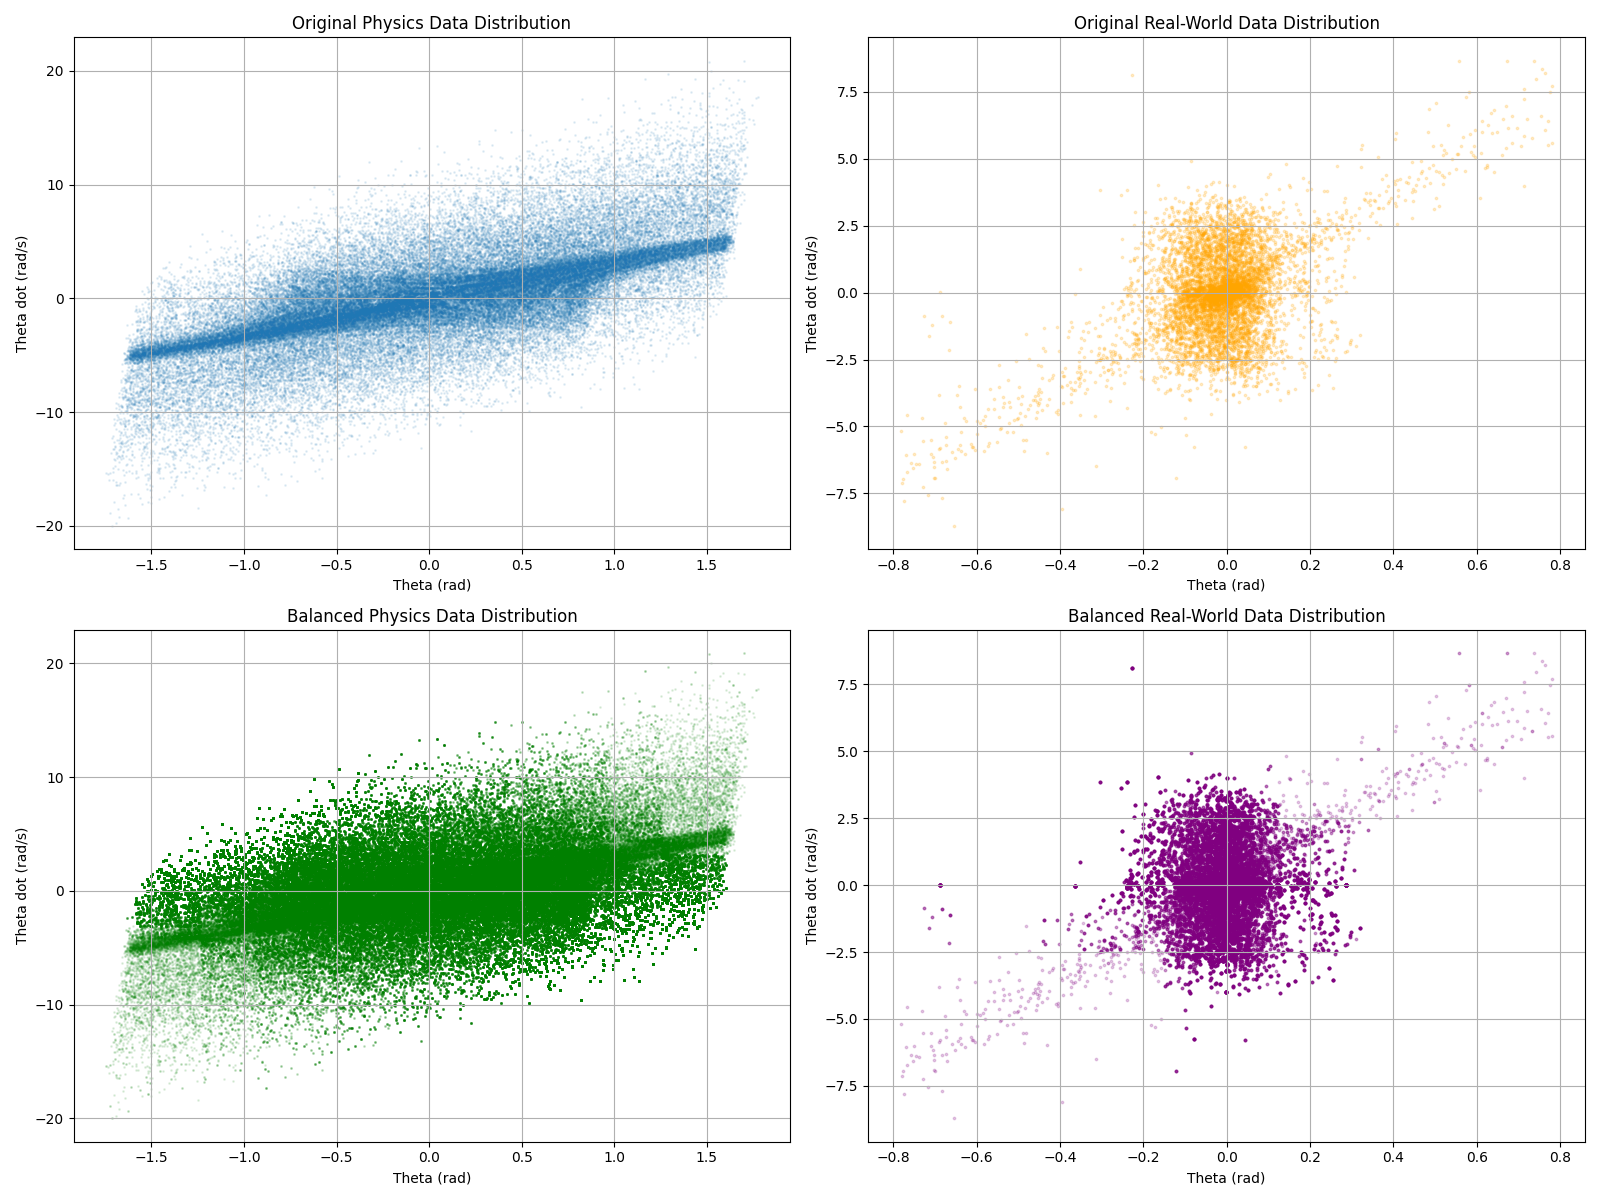 Original Physics Data Distribution
Theta dot (rad/s)
20
10
0
−10
−20
−1.5 −1.0 −0.5 0.0 0.5 1.0 1.5
Theta (rad)
Original Real-World Data Distribution
Theta dot (rad/s)
7.5
5.0
2.5
0.0
−2.5
−5.0
−7.5
−0.8 −0.6 −0.4 −0.2 0.0 0.2 0.4 0.6 0.8
Theta (rad)
Balanced Physics Data Distribution
Theta dot (rad/s)
20
10
0
−10
−20
−1.5 −1.0 −0.5 0.0 0.5 1.0 1.5
Theta (rad)
Balanced Real-World Data Distribution
Theta dot (rad/s)
7.5
5.0
2.5
0.0
−2.5
−5.0
−7.5
−0.8 −0.6 −0.4 −0.2 0.0 0.2 0.4 0.6 0.8
Theta (rad)